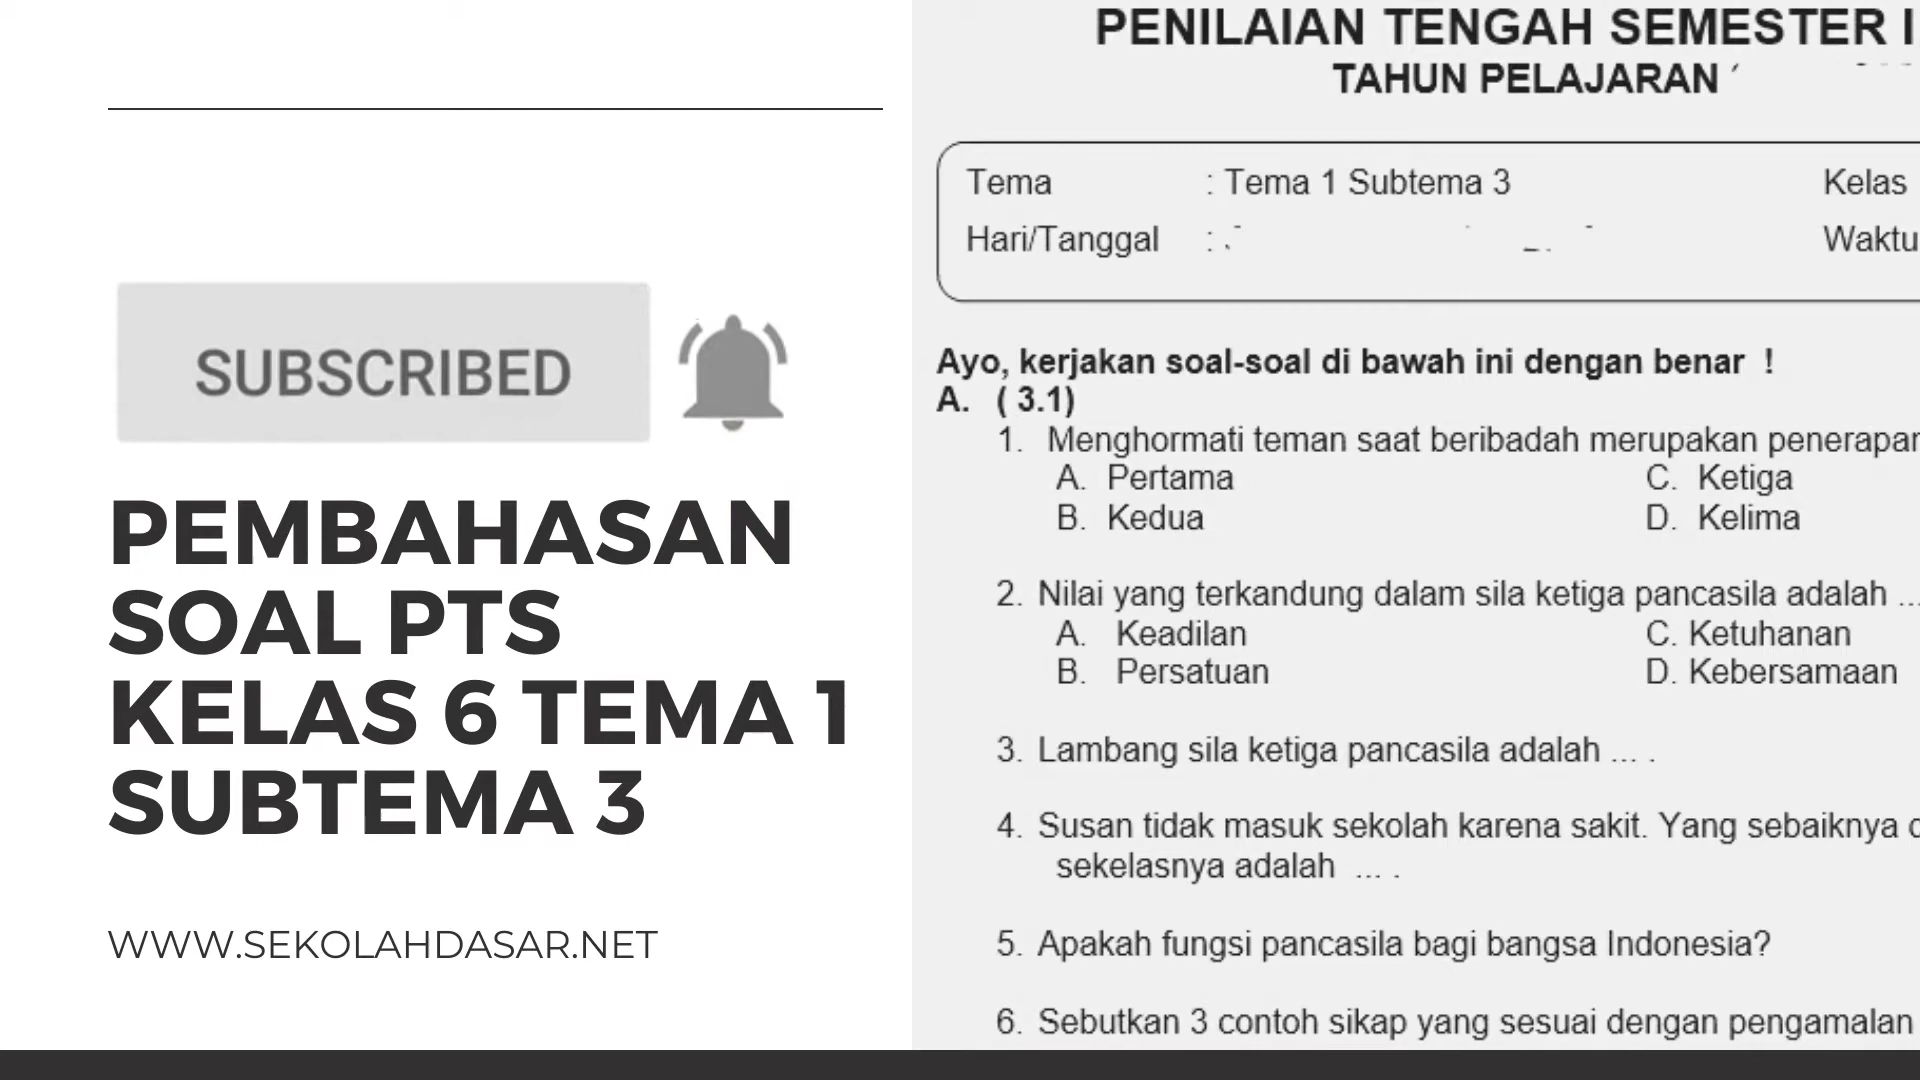 SUBSCRIBED
PEMBAHASAN
SOAL PTS
KELAS 6 TEMA 1
SUBTEMA 3
WWW.SEKOLAHDASAR.NET
PENILAIAN TENGAH SEMESTER I
TAHUN PELAJARAN
Tema : Tema 1 Subtema 3 Kelas
Hari/Tanggal : Waktu
Ayo, kerjakan soal-soal di bawah ini dengan benar !
A. ( 3.1)
1. Menghormati teman saat beribadah merupakan
A. Pertama C. Ketiga
B. Kedua D. Kelima
2. Nilai yang terkandung dalam sila ketiga pancasila adalah ...
A. Keadilan C. Ketuhanan
B. Persatuan D. Kebersamaan
3. Lambang sila ketiga pancasila adalah ... .
4. Susan tidak masuk sekolah karena sakit. Yang sebaiknya
sekelasnya adalah ... .
5. Apakah fungsi pancasila bagi bangsa Indonesia?
6. Sebutkan 3 contoh sikap yang sesuai dengan pengamalan